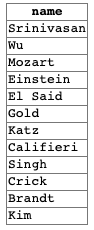 name
Srinivasan
Wu
Mozart
Einstein
El Said
Gold
Katz
Califieri
Singh
Crick
Brandt
Kim